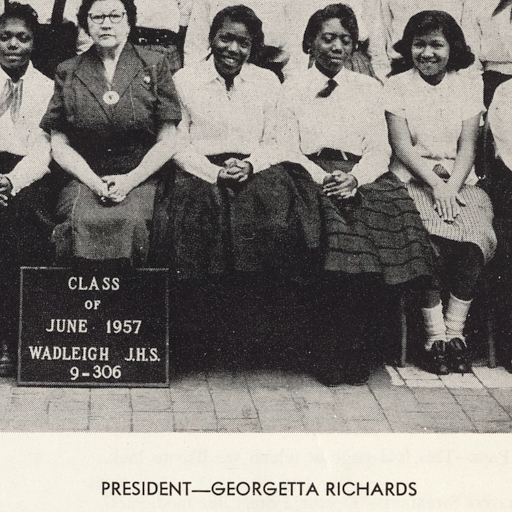 CLASS
OF
JUNE 1957
WADLEIGH J.H.S.
9-306
PRESIDENT—GEORGETTA RICHARDS